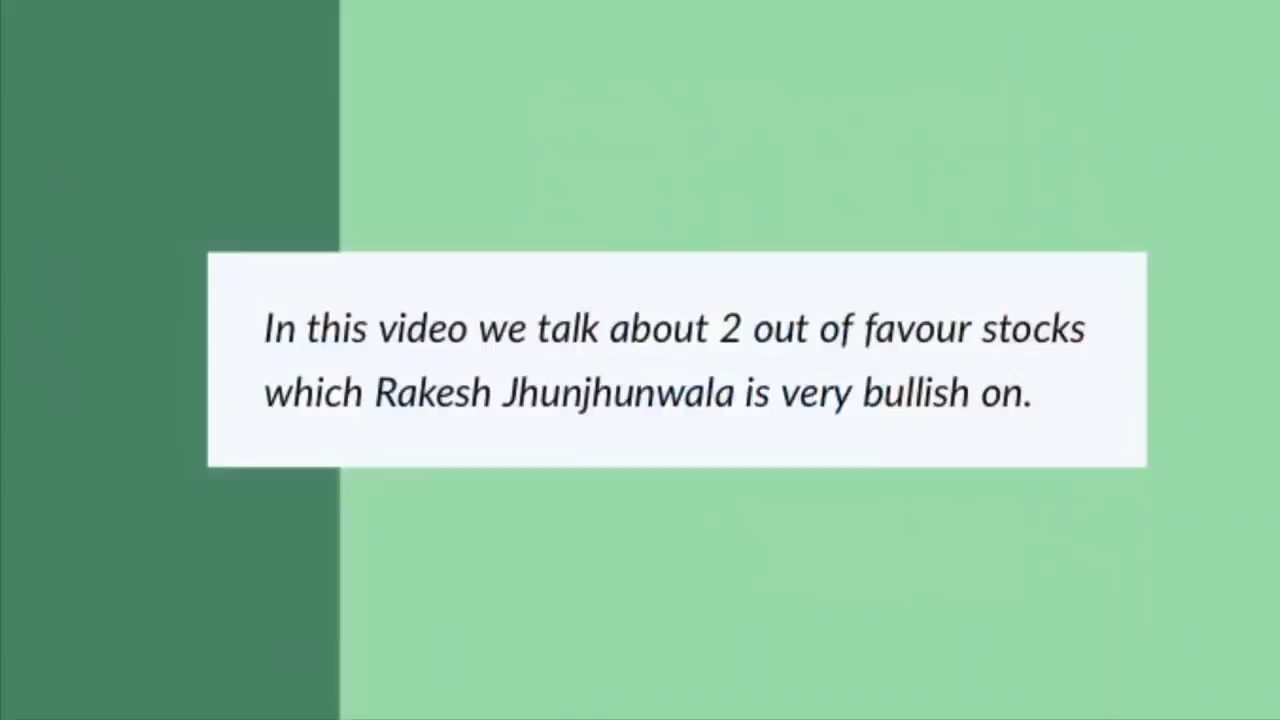 In this video we talk about 2 out of favour stocks
which Rakesh Jhunjhunwala is very bullish on.